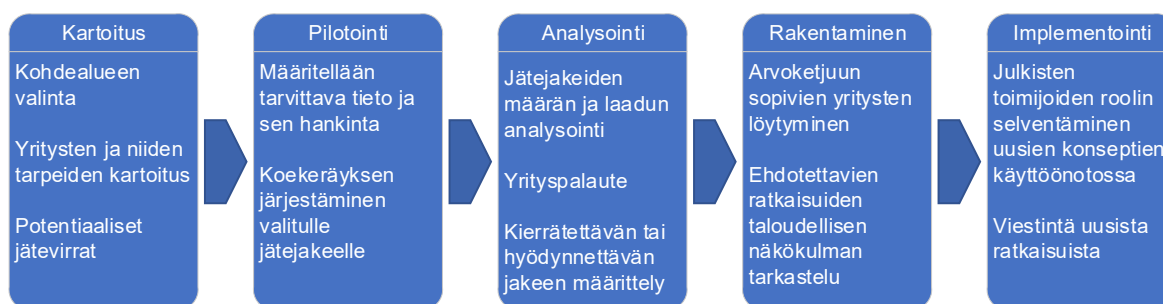 Kartoitus
Kohdealueen
valinta
Yritysten ja niiden
tarpeiden kartoitus
Potentiaaliset
jätevirrat
Pilotointi
Määritellään
tarvittava tieto ja
sen hankinta
Koekeräyksen
järjestäminen
valitulle
jätejakeelle
Analysointi
Jätejakeiden
määrän ja laadun
analysointi
Yrityspalaute
Kierrätettävän tai
hyödynnettävän
jakeen määrittely
Rakentaminen
Arvoketjuun
sopivien yritysten
löytyminen
Ehdotettavien
ratkaisuiden
taloudellisen
näkökulman
tarkastelu
Implementointi
Julkisten
toimijoiden roolin
selventäminen
uusien konseptien
käyttöönotossa
Viestintä uusista
ratkaisuista